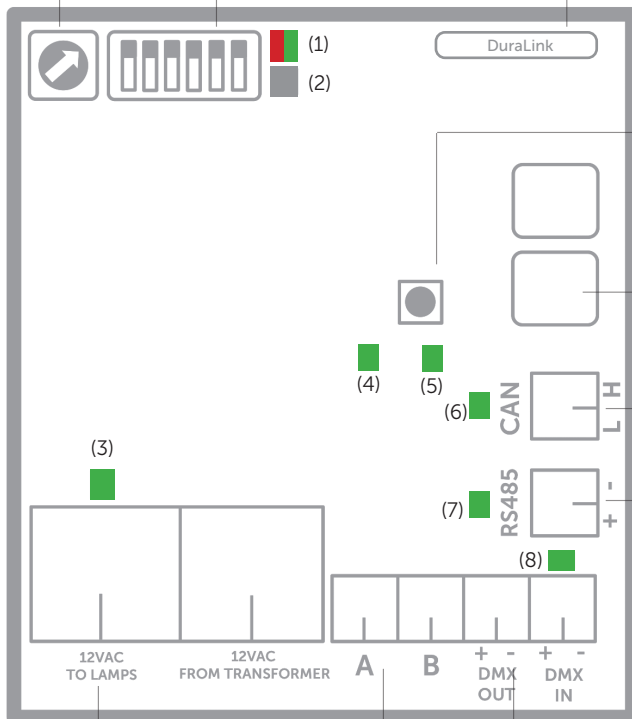 (1)
DuraLink
(2)
(4)
(5)
(6)
CAN
H
L
(3)
(7)
RS485
-
+
(8)
12VAC
TO LAMPS
12VAC
FROM TRANSFORMER
A
B
+ -
DMX
OUT
+ -
DMX
IN